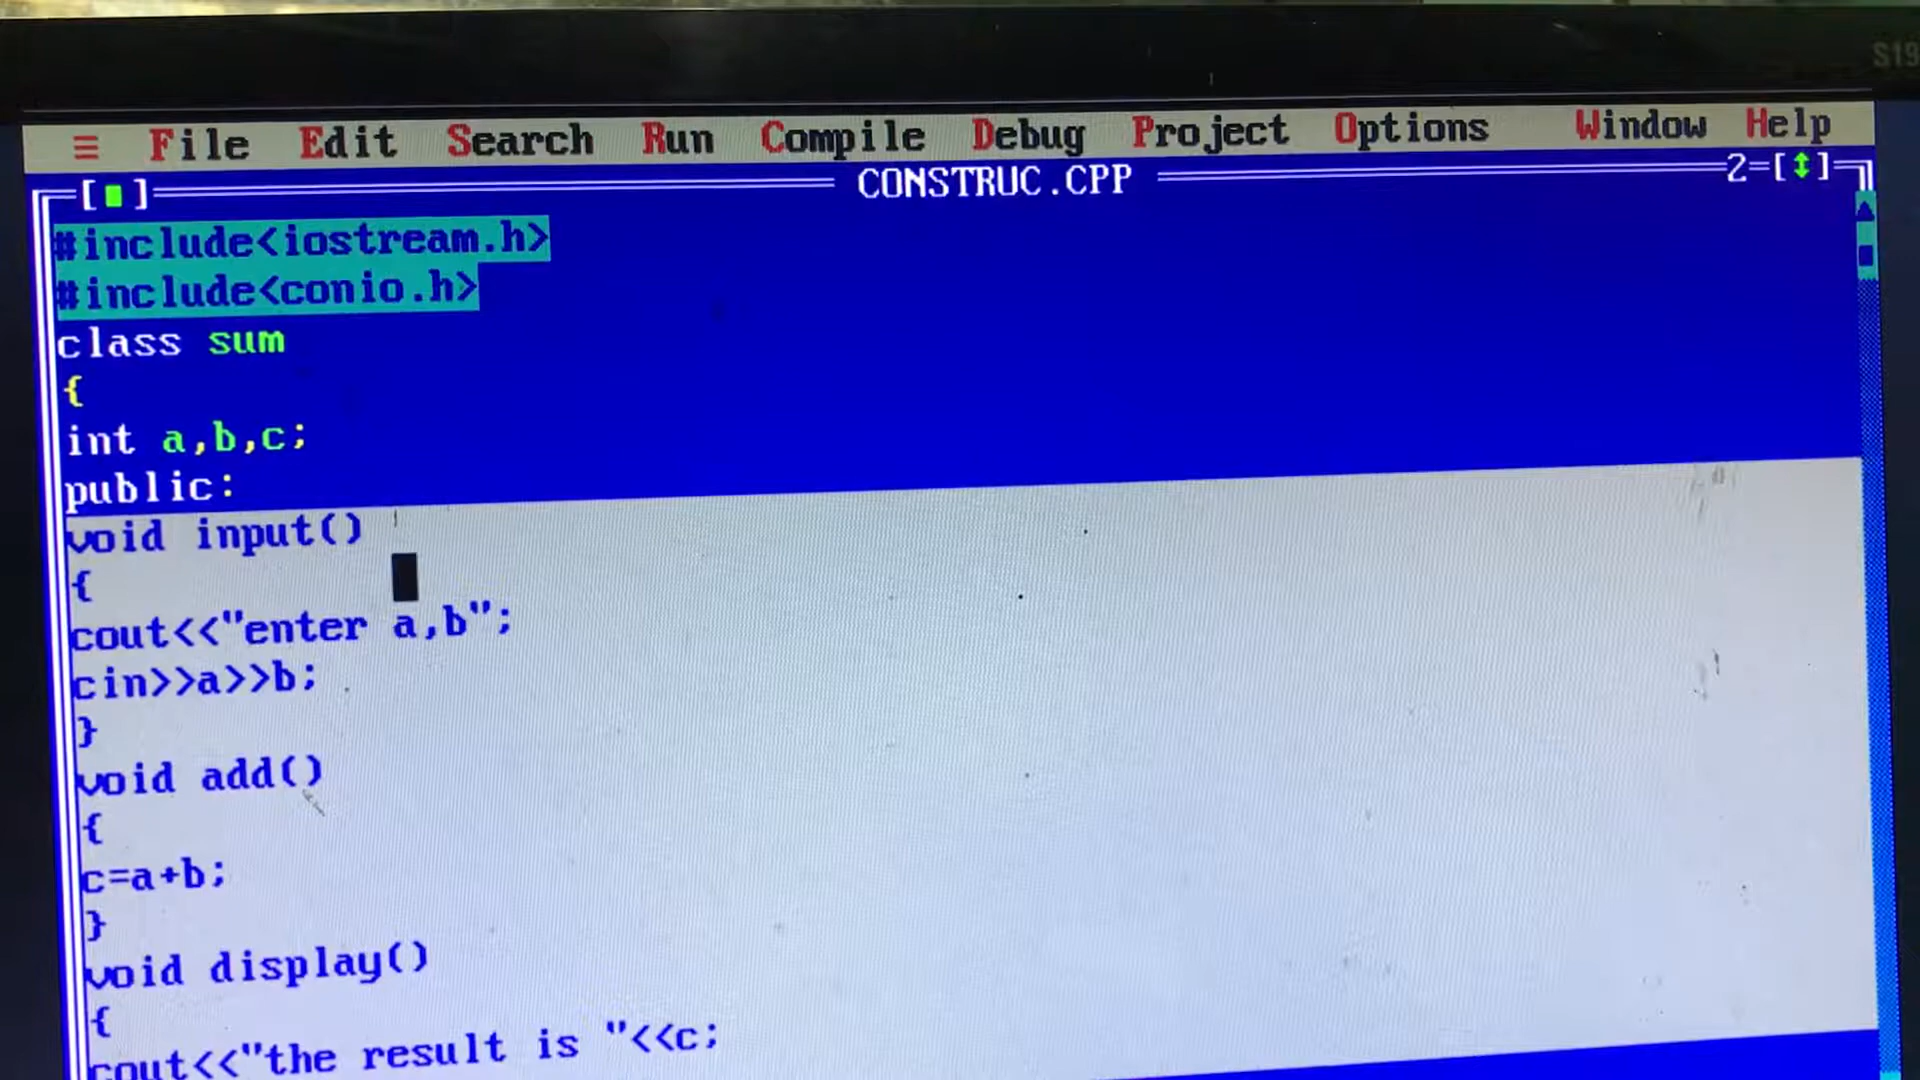 S19
≡ File Edit Search Run Compile Debug Project Options Window Help
[■] CONSTRUC.CPP 2=[↕]
#include<iostream.h>
#include<conio.h>
class sum
{
int a,b,c;
public:
void input()
{
cout<<"enter a,b";
cin>>a>>b;
}
void add()
{
c=a+b;
}
void display()
{
cout<<"the result is "<<c;